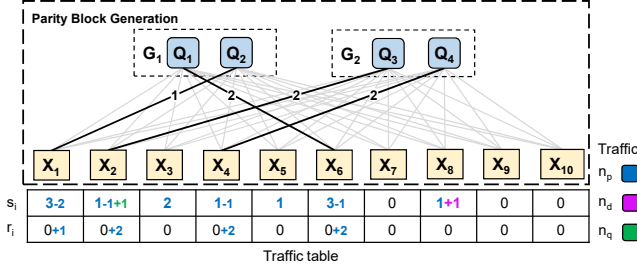 Parity Block Generation
G₁ Q₁ Q₂ G₂ Q₃ Q₄
1 2 2 2
X₁ X₂ X₃ X₄ X₅ X₆ X₇ X₈ X₉ X₁₀
Traffic
sᵢ 3-2 1-1+1 2 1-1 1 3-1 0 1+1 0 0
rᵢ 0+1 0+2 0 0+2 0 0+2 0 0 0 0
n_p
n_d
n_q
Traffic table